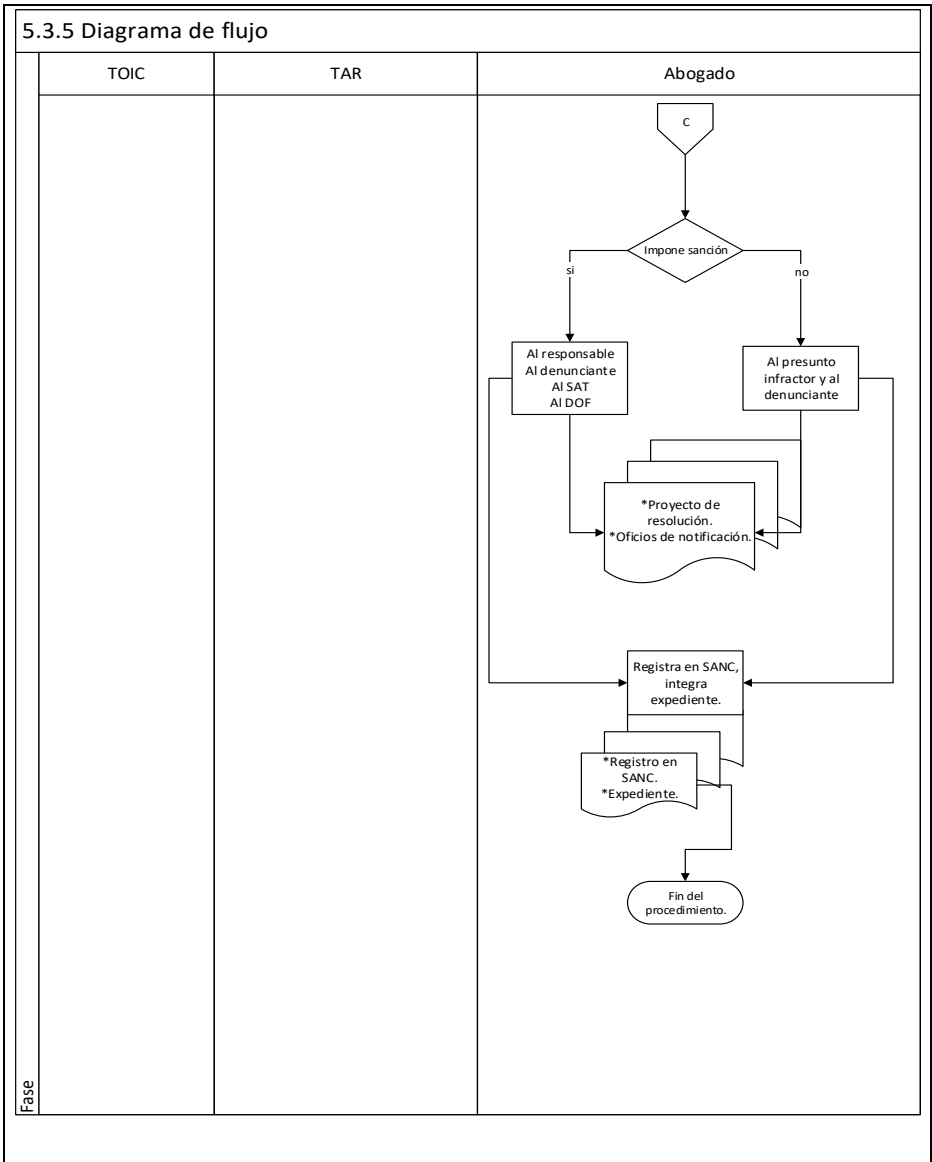 5.3.5 Diagrama de flujo
TOIC
TAR
Abogado
C
Impone sanción
si
no
Al responsable
Al denunciante
Al SAT
Al DOF
Al presunto
infractor y al
denunciante
*Proyecto de
resolución.
*Oficios de notificación.
Registra en SANC,
integra
expediente.
*Registro en
SANC.
*Expediente.
Fin del
procedimiento.
Fase